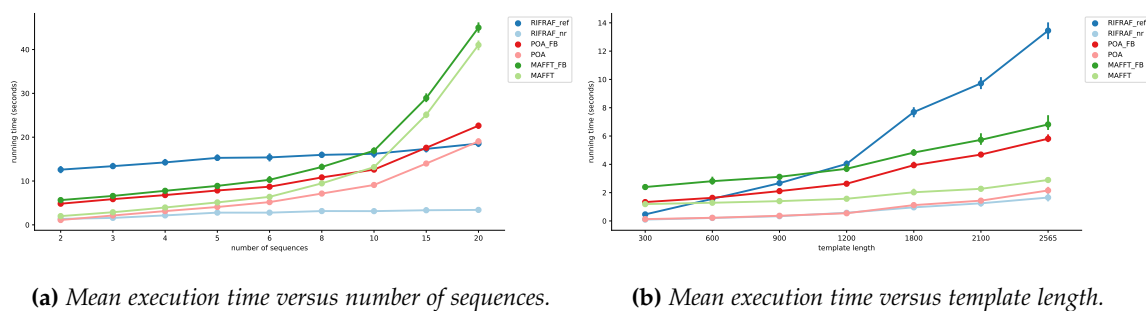 RIFRAF_ref
RIFRAF_nr
POA_FB
POA
MAFFT_FB
MAFFT
running time (seconds)
40
30
20
10
0
2 3 4 5 6 8 10 15 20
number of sequences
(a) Mean execution time versus number of sequences.
RIFRAF_ref
RIFRAF_nr
POA_FB
POA
MAFFT_FB
MAFFT
running time (seconds)
14
12
10
8
6
4
2
0
300 600 900 1200 1800 2100 2565
template length
(b) Mean execution time versus template length.